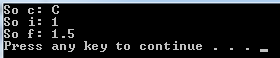 So c: C
So i: 1
So f: 1.5
Press any key to continue . . . _